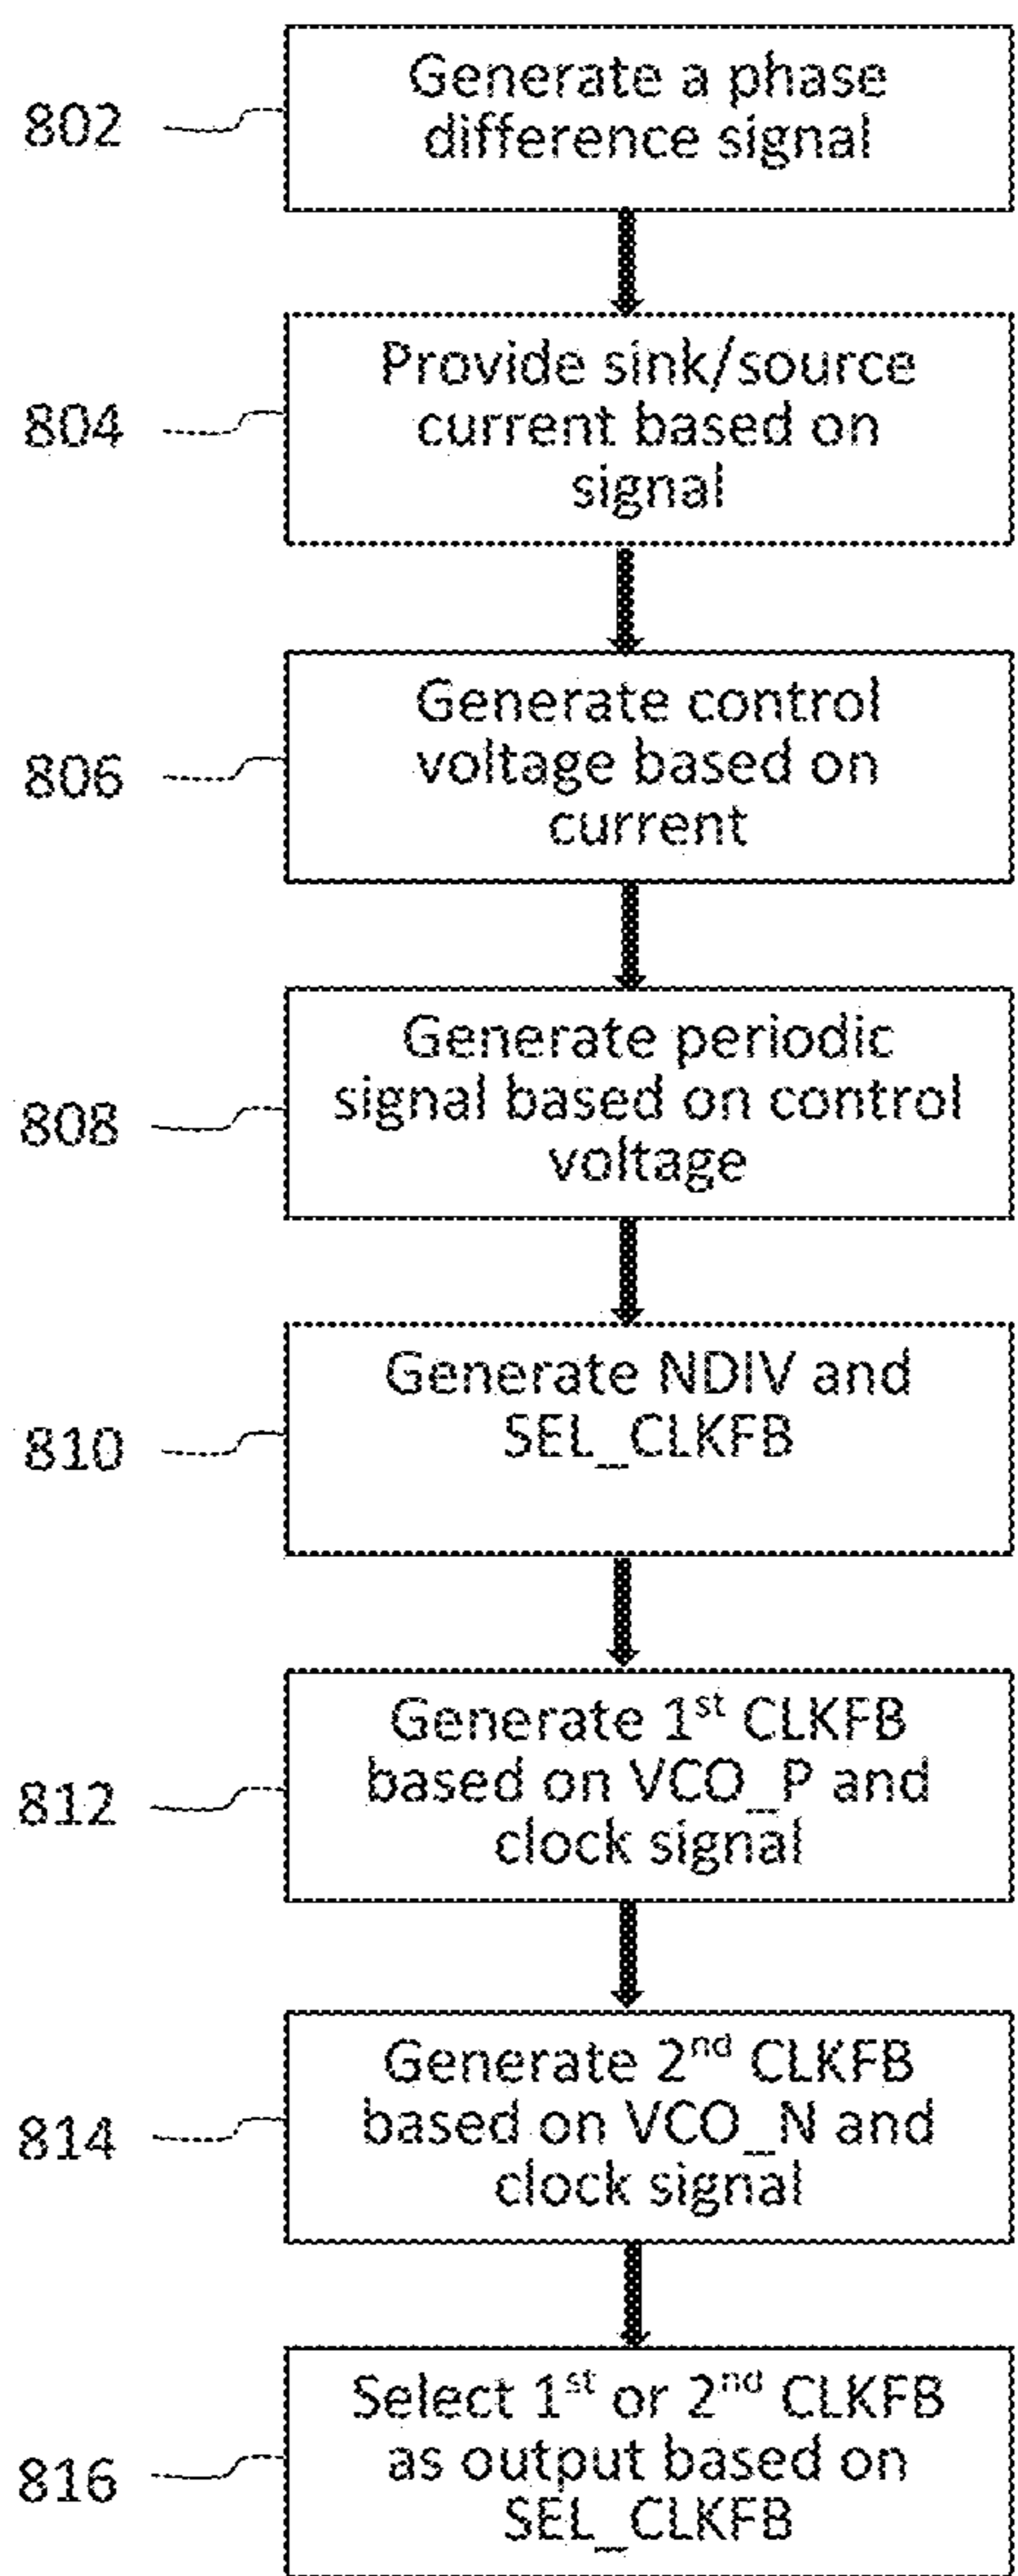 802
Generate a phase
difference signal
804
Provide sink/source
current based on
signal
806
Generate control
voltage based on
current
808
Generate periodic
signal based on control
voltage
810
Generate NDIV and
SEL_CLKFB
812
Generate 1st CLKFB
based on VCO_P and
clock signal
814
Generate 2nd CLKFB
based on VCO_N and
clock signal
816
Select 1st or 2nd CLKFB
as output based on
SEL_CLKFB